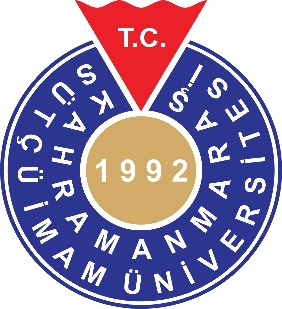 T.C.
KAHRAMANMARAŞ
SÜTÇÜ İMAM ÜNİVERSİTESİ
1992